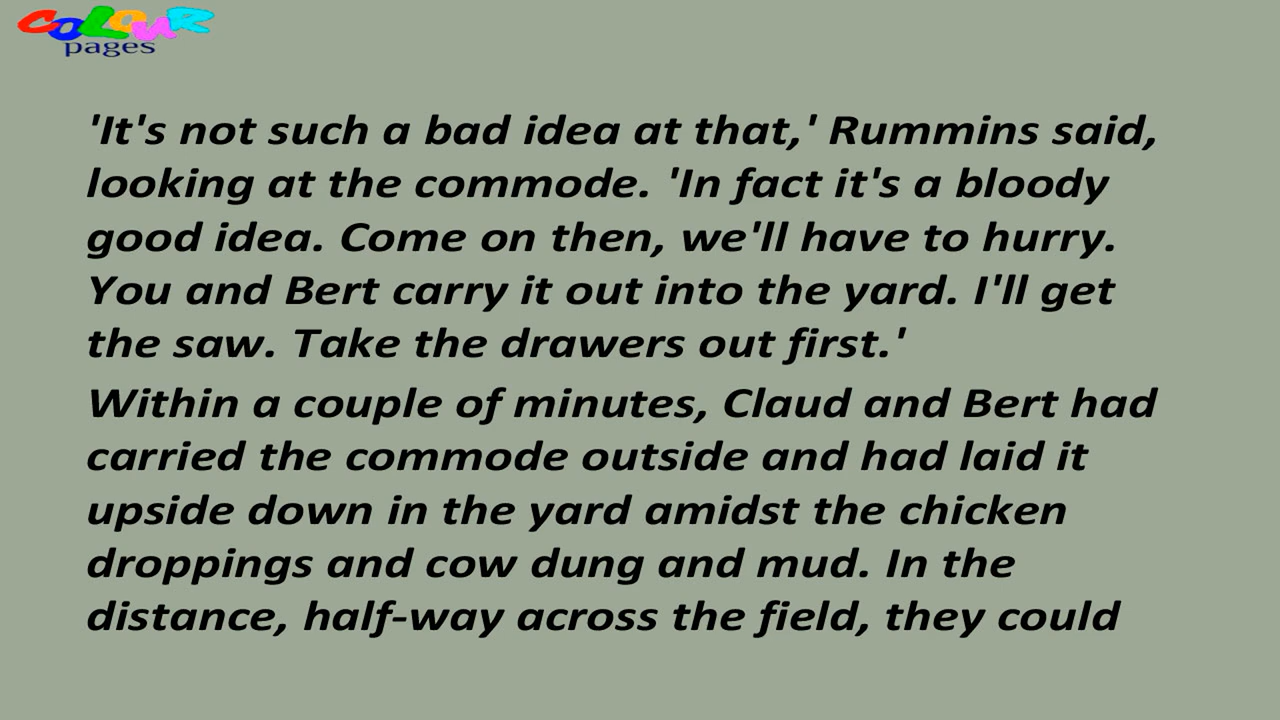 COLOUR
pages
'It's not such a bad idea at that,' Rummins said,
looking at the commode. 'In fact it's a bloody
good idea. Come on then, we'll have to hurry.
You and Bert carry it out into the yard. I'll get
the saw. Take the drawers out first.'
Within a couple of minutes, Claud and Bert had
carried the commode outside and had laid it
upside down in the yard amidst the chicken
droppings and cow dung and mud. In the
distance, half-way across the field, they could